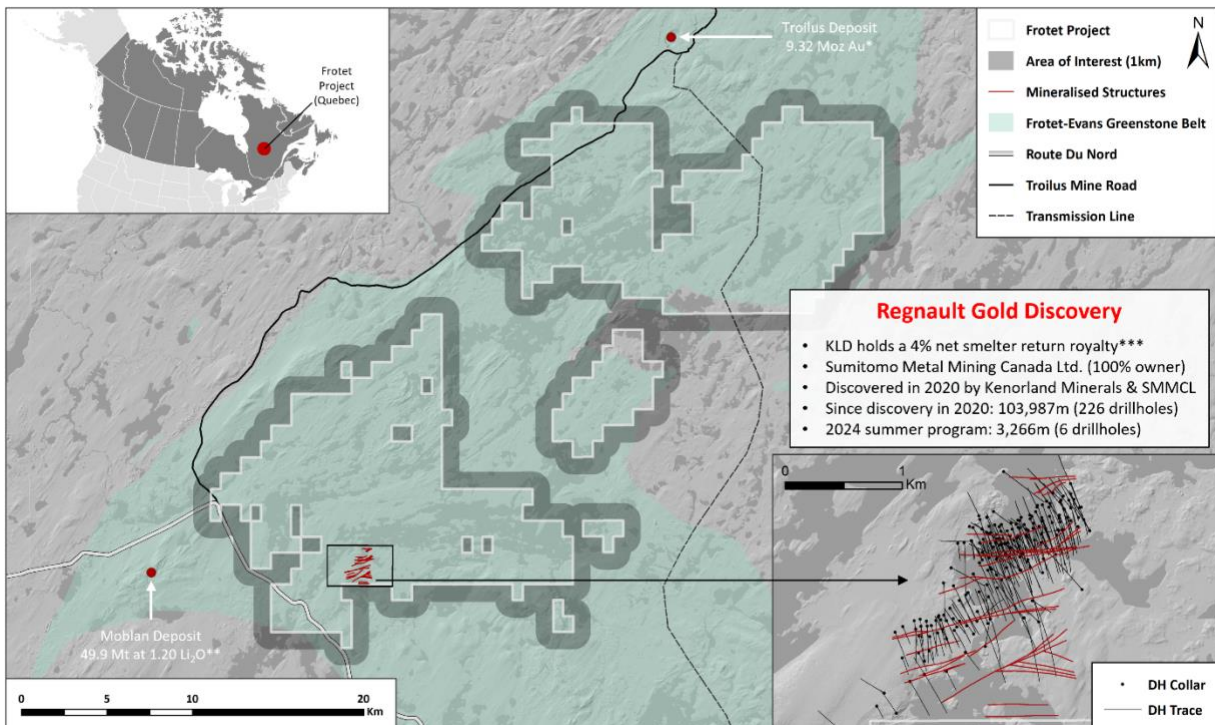 Frotet
Project
(Quebec)
Troilus Deposit
9.32 Moz Au*
Frotet Project
Area of Interest (1km)
Mineralised Structures
Frotet-Evans Greenstone Belt
Route Du Nord
Troilus Mine Road
Transmission Line
N
Regnault Gold Discovery
• KLD holds a 4% net smelter return royalty***
• Sumitomo Metal Mining Canada Ltd. (100% owner)
• Discovered in 2020 by Kenorland Minerals & SMMCL
• Since discovery in 2020: 103,987m (226 drillholes)
• 2024 summer program: 3,266m (6 drillholes)
0 1
Km
DH Collar
DH Trace
Moblan Deposit
49.9 Mt at 1.20 Li₂O**
0 5 10 20
Km